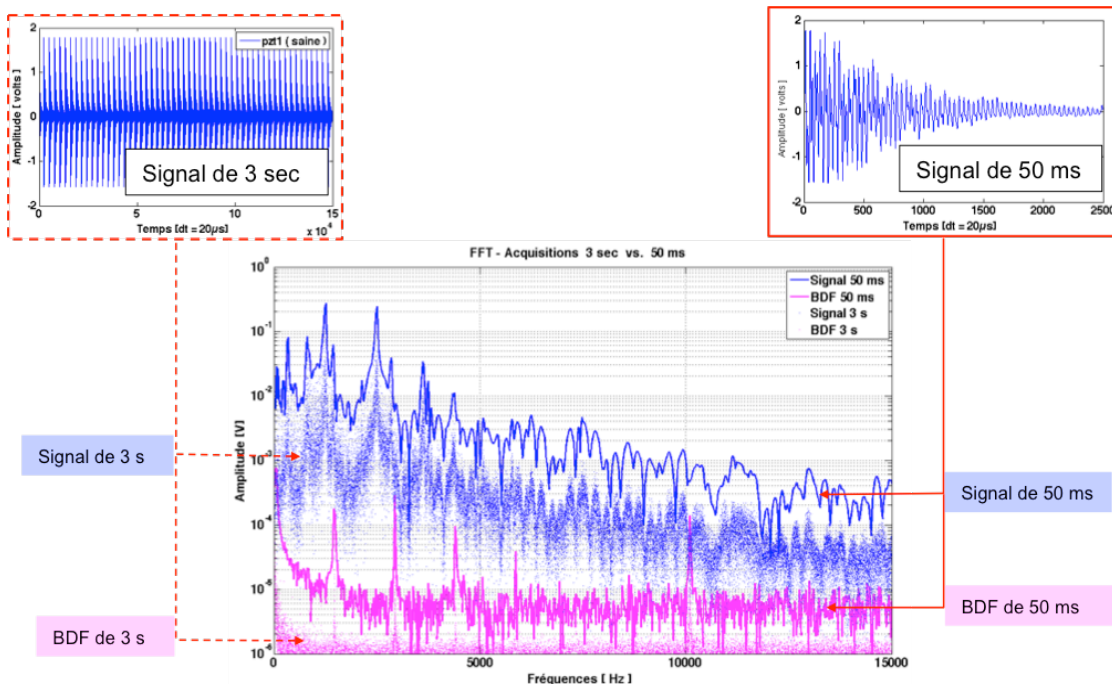 2
1
0
-1
-2
Amplitude [ volts ]
pzt1 ( saine)
Signal de 3 sec
0
5
10
15
x 10⁴
Temps [dt = 20µs]
2
1
0
-1
-2
Amplitude [ volts]
Signal de 50 ms
0
500
1000
1500
2000
2500
Temps [dt = 20µs]
FFT - Acquisitions 3 sec vs. 50 ms
Signal 50 ms
BDF 50 ms
Signal 3 s
BDF 3 s
10⁰
10⁻¹
10⁻²
10⁻³
10⁻⁴
10⁻⁵
10⁻⁶
Amplitude [V]
0
5000
10000
15000
Fréquences [ Hz ]
Signal de 3 s
BDF de 3 s
Signal de 50 ms
BDF de 50 ms